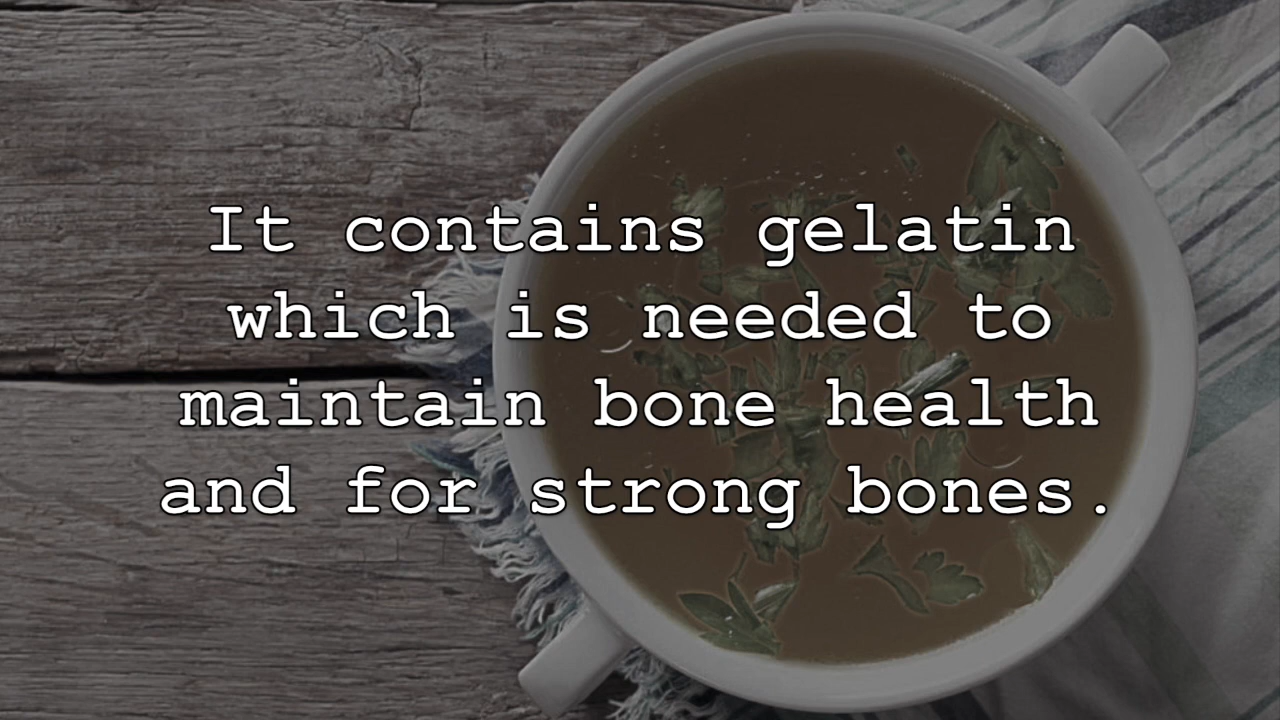 It contains gelatin
which is needed to
maintain bone health
and for strong bones.